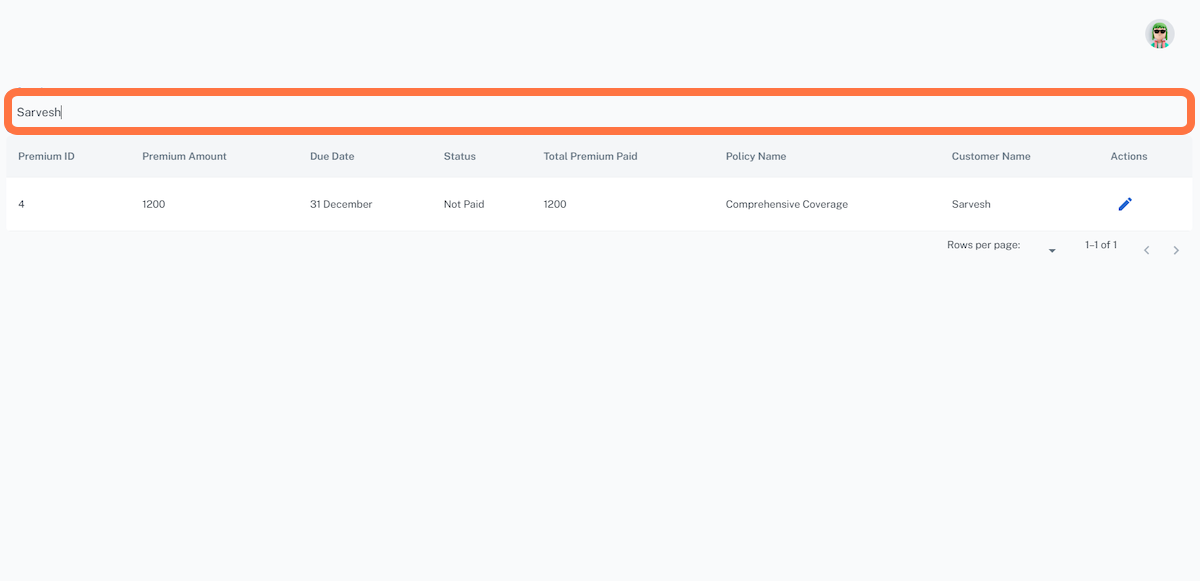 Sarvesh
Premium ID Premium Amount Due Date Status Total Premium Paid Policy Name Customer Name Actions
4 1200 31 December Not Paid 1200 Comprehensive Coverage Sarvesh
Rows per page: 1–1 of 1